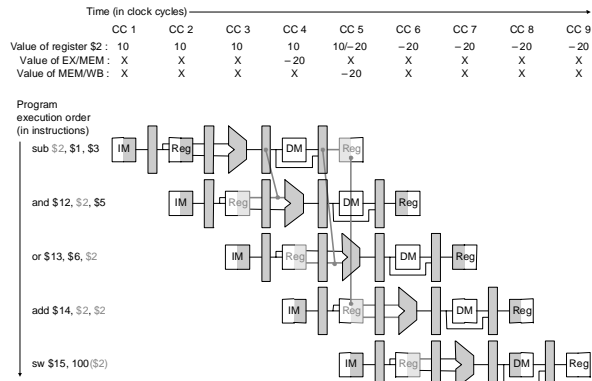 Time (in clock cycles)
CC 1 CC 2 CC 3 CC 4 CC 5 CC 6 CC 7 CC 8 CC 9
Value of register $2 : 10 10 10 10 10/–20 –20 –20 –20 –20
Value of EX/MEM : X X X –20 X X X X X
Value of MEM/WB : X X X X –20 X X X X
Program
execution order
(in instructions)
sub $2, $1, $3 IM Reg DM Reg
and $12, $2, $5 IM Reg DM Reg
or $13, $6, $2 IM Reg DM Reg
add $14, $2, $2 IM Reg DM Reg
sw $15, 100($2) IM Reg DM Reg